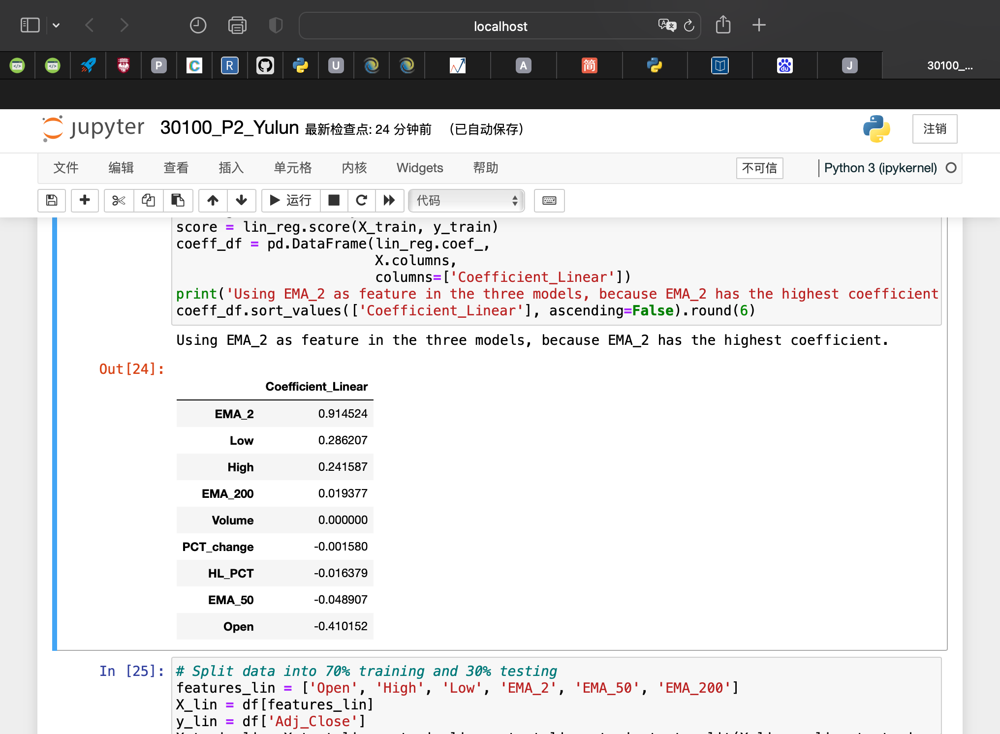 localhost
P
R
U
A
简
du
J
30100_...
jupyter 30100_P2_Yulun 最新检查点: 24 分钟前 (已自动保存)
注销
文件 编辑 查看 插入 单元格 内核 Widgets 帮助
不可信
Python 3 (ipykernel)
运行
代码
score = lin_reg.score(X_train, y_train)
coeff_df = pd.DataFrame(lin_reg.coef_,
X.columns,
columns=['Coefficient_Linear'])
print('Using EMA_2 as feature in the three models, because EMA_2 has the highest coefficient
coeff_df.sort_values(['Coefficient_Linear'], ascending=False).round(6)
Using EMA_2 as feature in the three models, because EMA_2 has the highest coefficient.
Out[24]:
Coefficient_Linear
EMA_2 0.914524
Low 0.286207
High 0.241587
EMA_200 0.019377
Volume 0.000000
PCT_change -0.001580
HL_PCT -0.016379
EMA_50 -0.048907
Open -0.410152
In [25]:
# Split data into 70% training and 30% testing
features_lin = ['Open', 'High', 'Low', 'EMA_2', 'EMA_50', 'EMA_200']
X_lin = df[features_lin]
y_lin = df['Adj_Close']